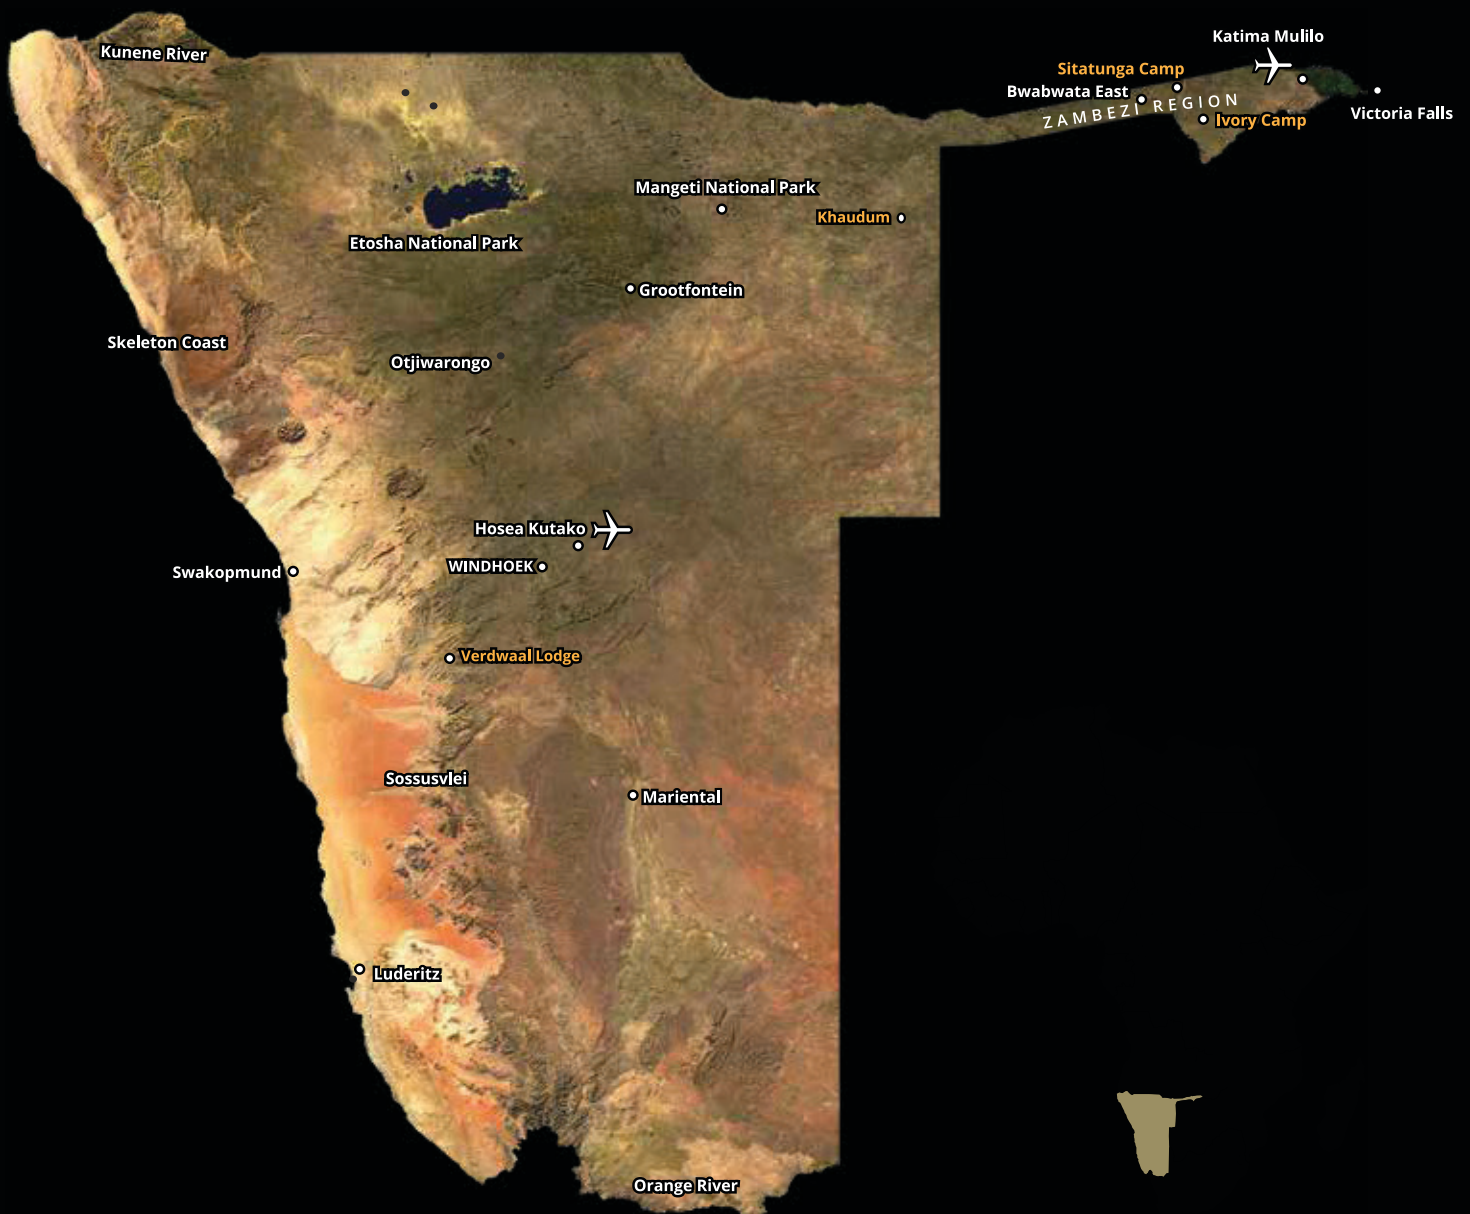 Kunene River
Katima Mulilo
Sitatunga Camp
Bwabwata East
ZAMBEZI REGION
Ivory Camp
Victoria Falls
Mangeti National Park
Khaudum
Etosha National Park
Grootfontein
Skeleton Coast
Otjiwarongo
Hosea Kutako
WINDHOEK
Swakopmund
Verdwaal Lodge
Sossusvlei
Mariental
Luderitz
Orange River